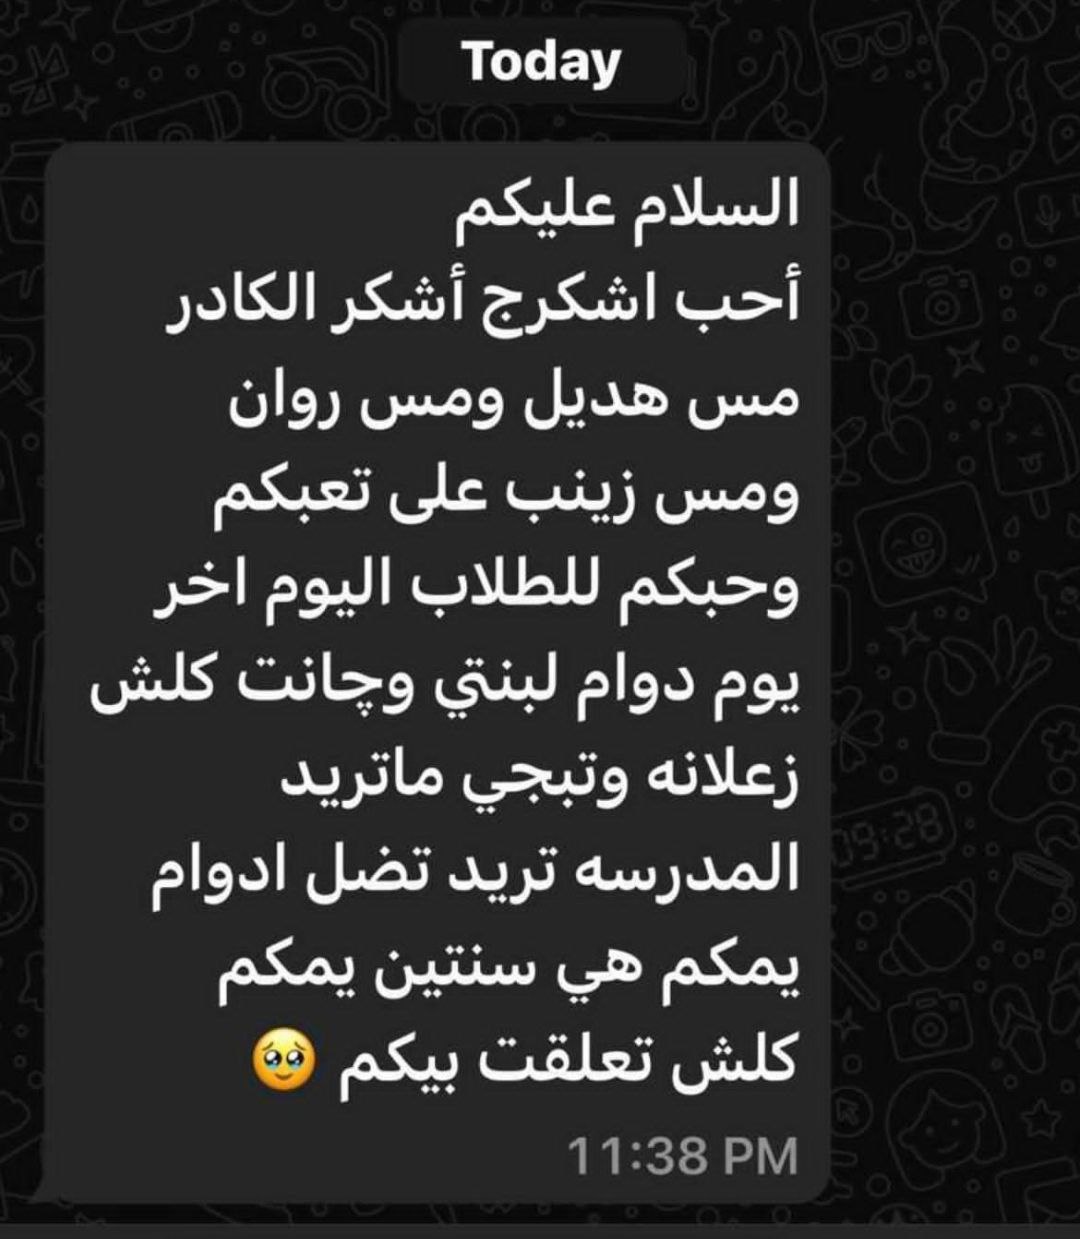 Today
السلام عليكم
أحب اشكرج أشكر الكادر
مس هديل ومس روان
ومس زينب على تعبكم
وحبكم للطلاب اليوم اخر
يوم دوام لبنتي وچانت كلش
زعلانه وتبجي ماتريد
المدرسه تريد تضل ادوام
يمكم هي سنتين يمكم
كلش تعلقت بيكم 🥹
11:38 PM
09:28